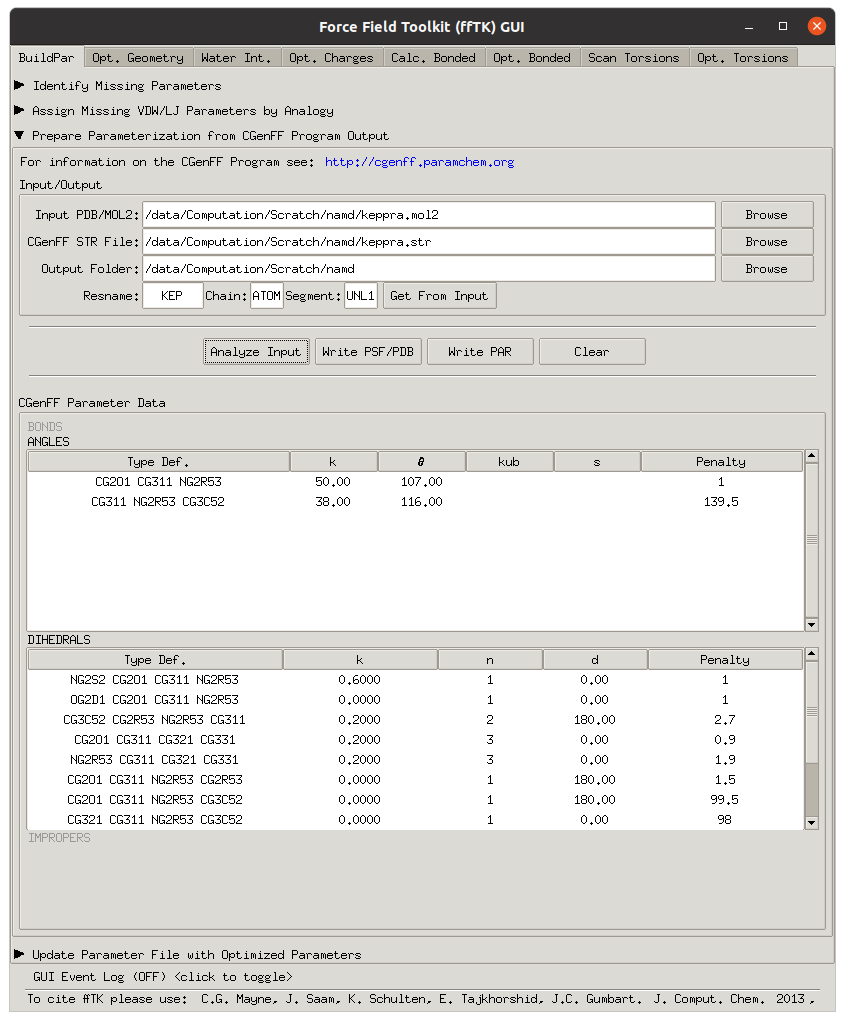 Force Field Toolkit (ffTK) GUI
BuildPar Opt. Geometry Water Int. Opt. Charges Calc. Bonded Opt. Bonded Scan Torsions Opt. Torsions
Identify Missing Parameters
Assign Missing VDW/LJ Parameters by Analogy
Prepare Parameterization from CGenFF Program Output
For information on the CGenFF Program see: http://cgenff.paramchem.org
Input/Output
Input PDB/MOL2: /data/Computation/Scratch/namd/keppra.mol2 Browse
CGenFF STR File: /data/Computation/Scratch/namd/keppra.str Browse
Output Folder: /data/Computation/Scratch/namd Browse
Resname: KEP Chain: ATOM Segment: UNL1 Get From Input
Analyze Input Write PSF/PDB Write PAR Clear
CGenFF Parameter Data
BONDS
ANGLES
Type Def. k θ kub s Penalty
CG2O1 CG311 NG2R53 50.00 107.00 1
CG311 NG2R53 CG3C52 38.00 116.00 139.5
DIHEDRALS
Type Def. k n d Penalty
NG2S2 CG2O1 CG311 NG2R53 0.6000 1 0.00 1
OG2D1 CG2O1 CG311 NG2R53 0.0000 1 0.00 1
CG3C52 CG2R53 NG2R53 CG311 0.2000 2 180.00 2.7
CG2O1 CG311 CG321 CG331 0.2000 3 0.00 0.9
NG2R53 CG311 CG321 CG331 0.2000 3 0.00 1.9
CG2O1 CG311 NG2R53 CG2R53 0.0000 1 180.00 1.5
CG2O1 CG311 NG2R53 CG3C52 0.0000 1 180.00 99.5
CG321 CG311 NG2R53 CG3C52 0.0000 1 0.00 98
IMPROPERS
Update Parameter File with Optimized Parameters
GUI Event Log (OFF) <click to toggle>
To cite ffTK please use: C.G. Mayne, J. Saam, K. Schulten, E. Tajkhorshid, J.C. Gumbart. J. Comput. Chem. 2013,